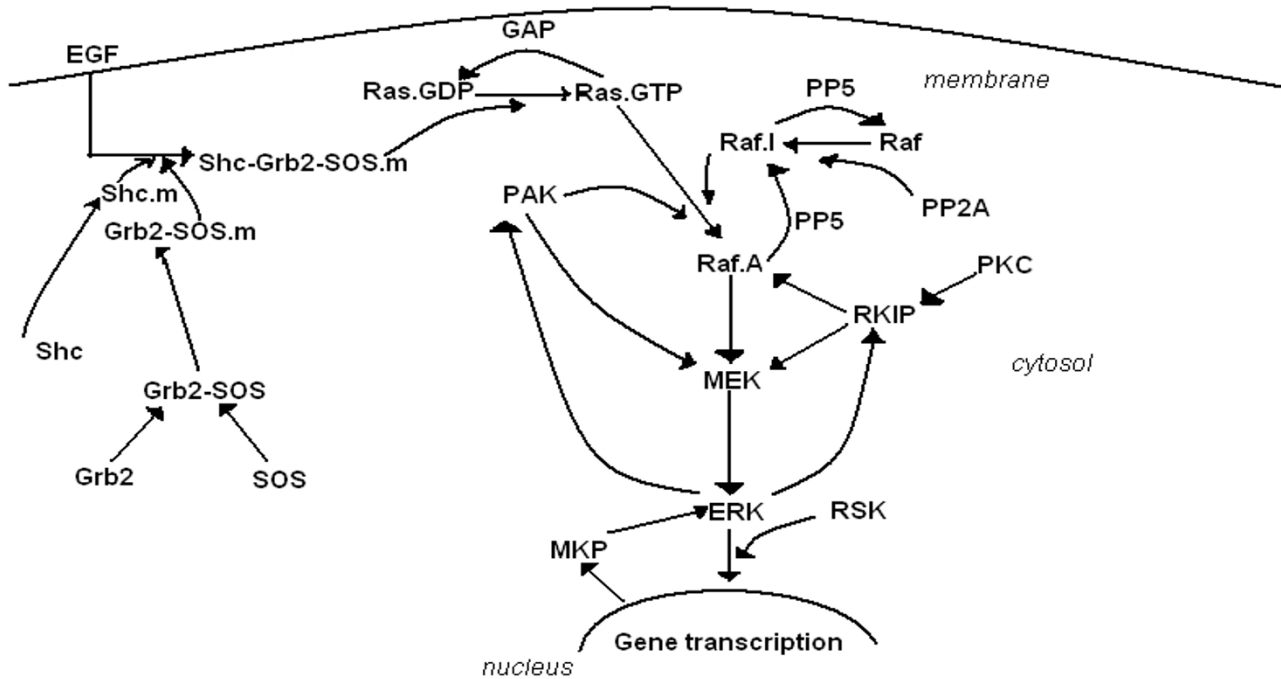 GAP
EGF
membrane
Ras.GDP
Ras.GTP
PP5
Raf.I
Raf
Shc-Grb2-SOS.m
Shc.m
PAK
PP2A
Grb2-SOS.m
PP5
Raf.A
PKC
RKIP
Shc
cytosol
MEK
Grb2-SOS
Grb2
SOS
ERK
RSK
MKP
Gene transcription
nucleus